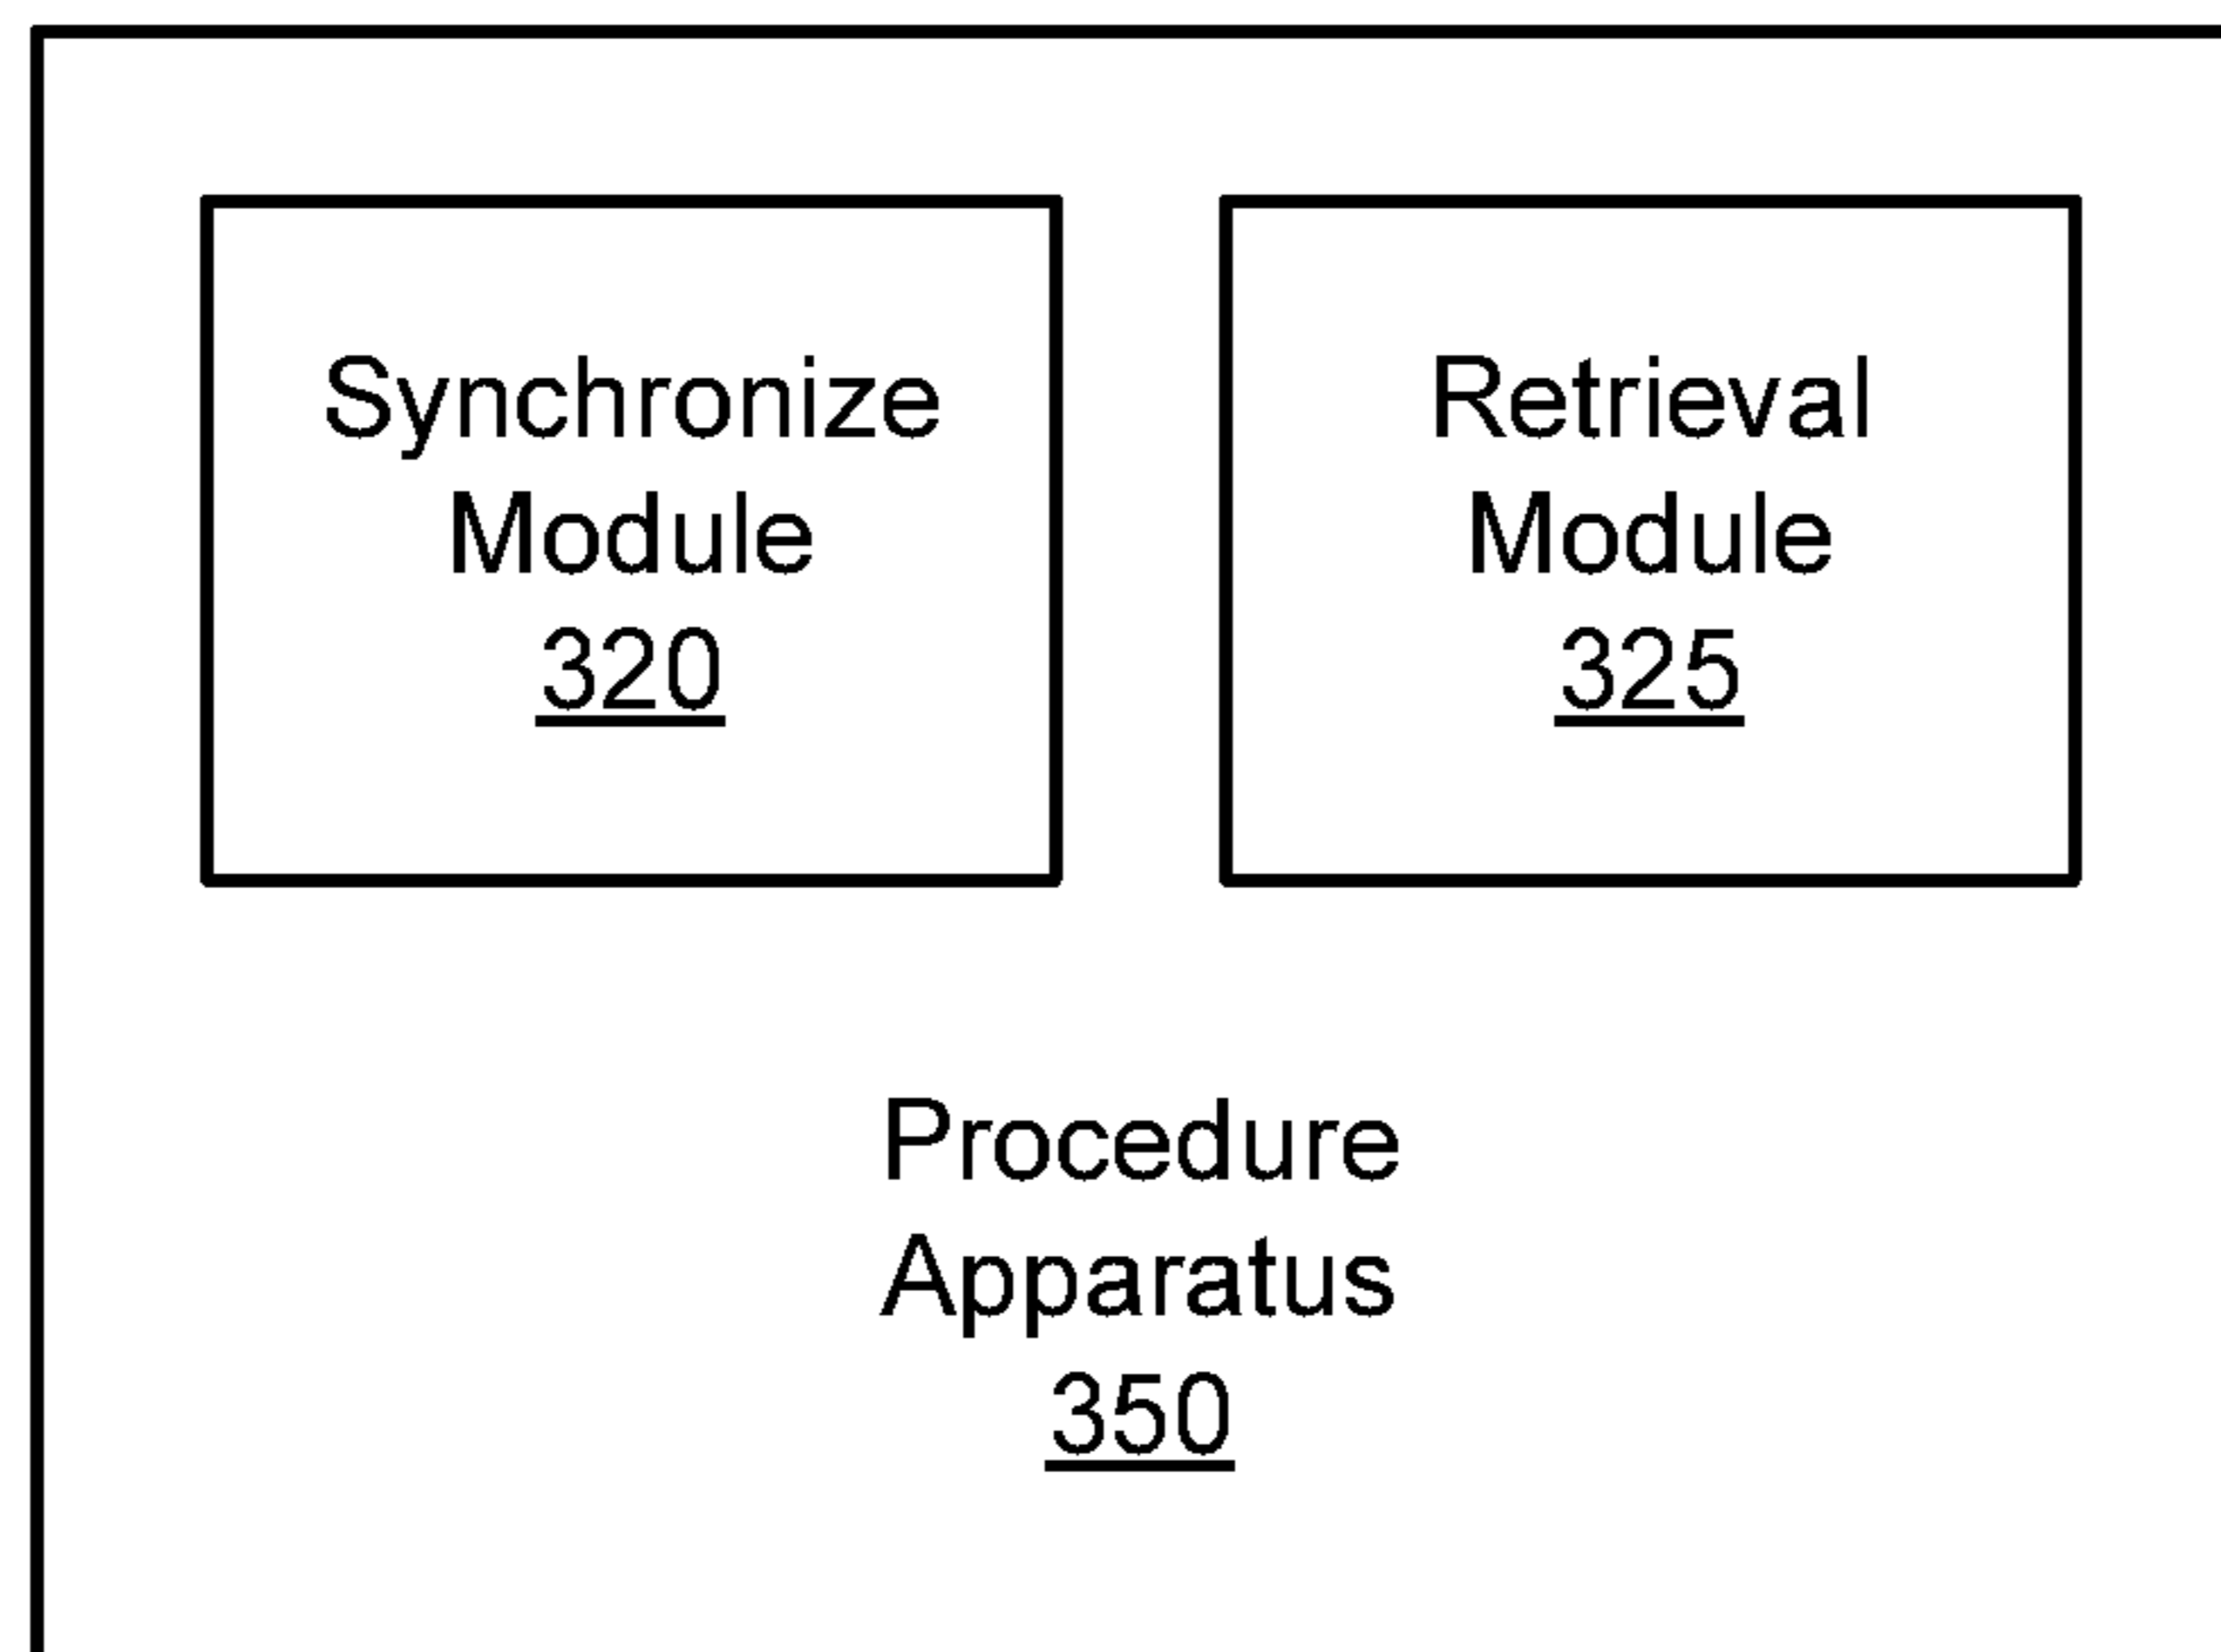 Synchronize
Module
320
Retrieval
Module
325
Procedure
Apparatus
350